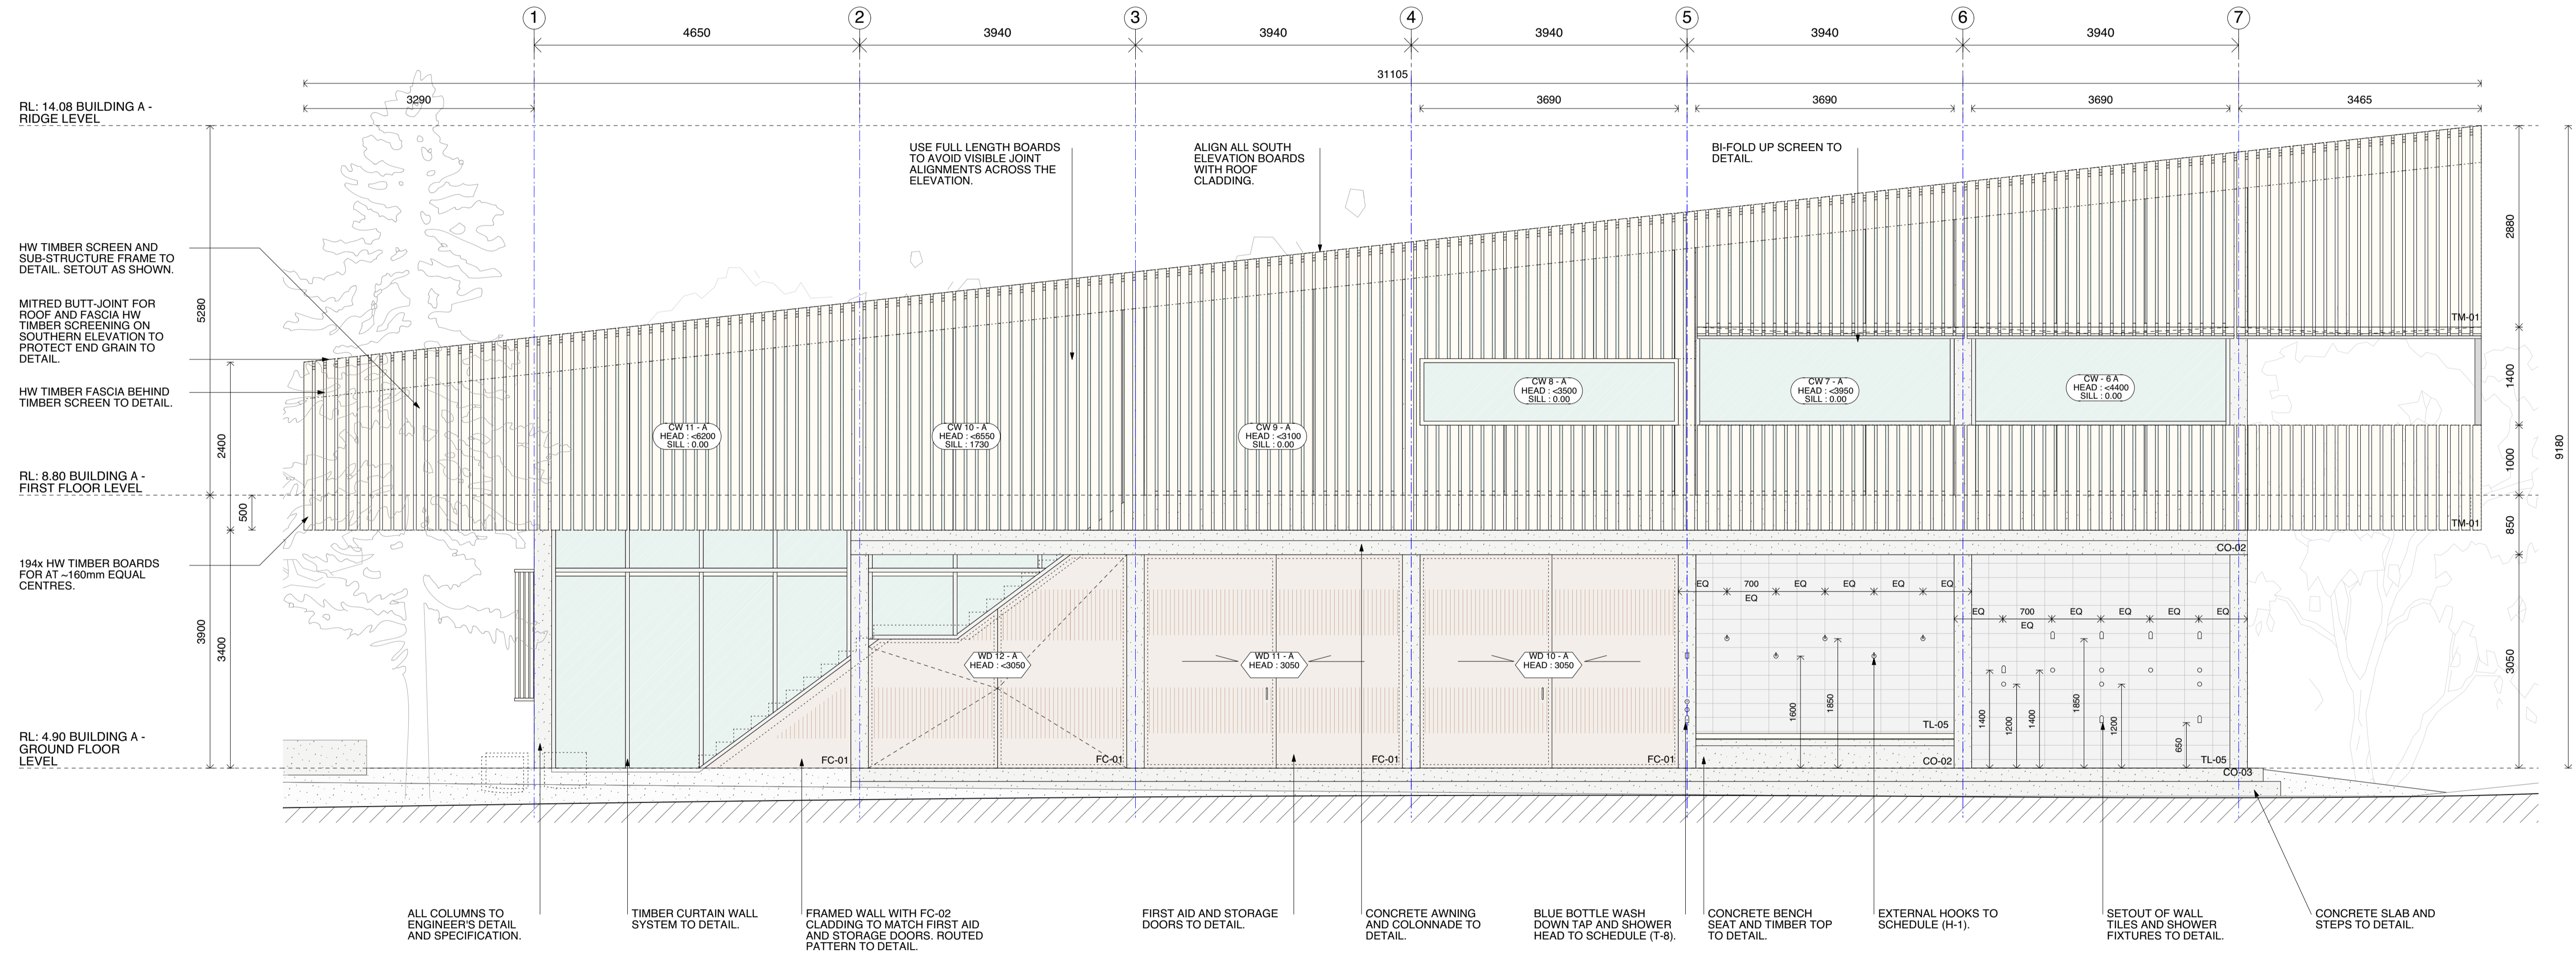 1 2 3 4 5 6 7
4650 3940 3940 3940 3940 3940
31105
3290 3690 3690 3690 3465
RL: 14.08 BUILDING A -
RIDGE LEVEL
USE FULL LENGTH BOARDS
TO AVOID VISIBLE JOINT
ALIGNMENTS ACROSS THE
ELEVATION.
ALIGN ALL SOUTH
ELEVATION BOARDS
WITH ROOF
CLADDING.
BI-FOLD UP SCREEN TO
DETAIL.
HW TIMBER SCREEN AND
SUB-STRUCTURE FRAME TO
DETAIL. SETOUT AS SHOWN.
MITRED BUTT-JOINT FOR
ROOF AND FASCIA HW
TIMBER SCREENING ON
SOUTHERN ELEVATION TO
PROTECT END GRAIN TO
DETAIL.
HW TIMBER FASCIA BEHIND
TIMBER SCREEN TO DETAIL.
RL: 8.80 BUILDING A -
FIRST FLOOR LEVEL
194x HW TIMBER BOARDS
FOR AT ~160mm EQUAL
CENTRES.
RL: 4.90 BUILDING A -
GROUND FLOOR
LEVEL
5280
2400
500
3900
3400
CW 11 - A
HEAD : <6200
SILL : 0.00
CW 10 - A
HEAD : <6550
SILL : 1730
CW 9 - A
HEAD : <3100
SILL : 0.00
CW 8 - A
HEAD : <3500
SILL : 0.00
CW 7 - A
HEAD : <3950
SILL : 0.00
CW - 6 A
HEAD : <4400
SILL : 0.00
TM-01
TM-01
CO-02
2880
1400
1000
850
3050
9180
WD 12 - A
HEAD : <3050
WD 11 - A
HEAD : 3050
WD 10 - A
HEAD : 3050
FC-01
FC-01
FC-01
FC-01
EQ 700 EQ EQ EQ EQ
EQ
1600
1850
TL-05
CO-02
EQ 700 EQ EQ EQ EQ
EQ
1400
1200
1400
1850
1200
650
TL-05
CO-03
ALL COLUMNS TO
ENGINEER'S DETAIL
AND SPECIFICATION.
TIMBER CURTAIN WALL
SYSTEM TO DETAIL.
FRAMED WALL WITH FC-02
CLADDING TO MATCH FIRST AID
AND STORAGE DOORS. ROUTED
PATTERN TO DETAIL.
FIRST AID AND STORAGE
DOORS TO DETAIL.
CONCRETE AWNING
AND COLONNADE TO
DETAIL.
BLUE BOTTLE WASH
DOWN TAP AND SHOWER
HEAD TO SCHEDULE (T-8).
CONCRETE BENCH
SEAT AND TIMBER TOP
TO DETAIL.
EXTERNAL HOOKS TO
SCHEDULE (H-1).
SETOUT OF WALL
TILES AND SHOWER
FIXTURES TO DETAIL.
CONCRETE SLAB AND
STEPS TO DETAIL.